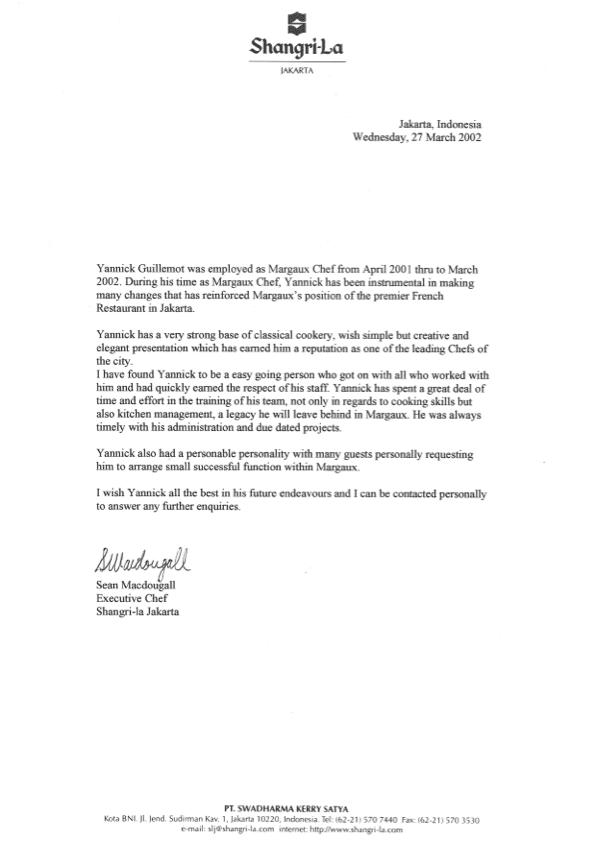 Shangri-La
JAKARTA
Jakarta, Indonesia
Wednesday, 27 March 2002
Yannick Guillemot was employed as Margaux Chef from April 2001 thru to March
2002. During his time as Margaux Chef, Yannick has been instrumental in making
many changes that has reinforced Margaux's position of the premier French
Restaurant in Jakarta.
Yannick has a very strong base of classical cookery, wish simple but creative and
elegant presentation which has earned him a reputation as one of the leading Chefs of
the city.
I have found Yannick to be a easy going person who got on with all who worked with
him and had quickly earned the respect of his staff. Yannick has spent a great deal of
time and effort in the training of his team, not only in regards to cooking skills but
also kitchen management, a legacy he will leave behind in Margaux. He was always
timely with his administration and due dated projects.
Yannick also had a personable personality with many guests personally requesting
him to arrange small successful function within Margaux.
I wish Yannick all the best in his future endeavours and I can be contacted personally
to answer any further enquiries.
SMacdougall
Sean Macdougall
Executive Chef
Shangri-la Jakarta
PT. SWADHARMA KERRY SATYA
Kota BNI. Jl. Jend. Sudirman Kav. 1, Jakarta 10220, Indonesia. Tel: (62-21) 570 7440 Fax: (62-21) 570 3530
e-mail: slj@shangri-la.com internet: http://www.shangri-la.com